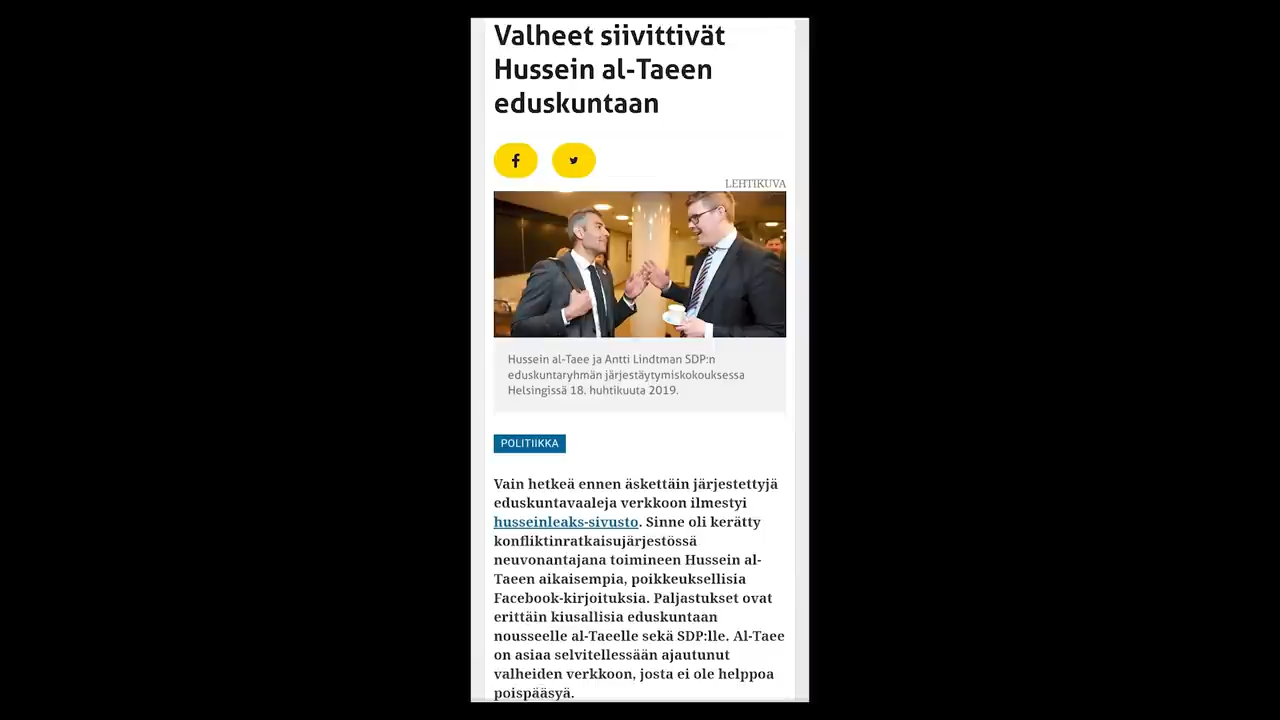 Valheet siivittivät
Hussein al-Taeen
eduskuntaan
LEHTIKUVA
Hussein al-Taee ja Antti Lindtman SDP:n
eduskuntaryhmän järjestäytymiskokouksessa
Helsingissä 18. huhtikuuta 2019.
POLITIIKKA
Vain hetkeä ennen äskettäin järjestettyjä
eduskuntavaaleja verkkoon ilmestyi
husseinleaks-sivusto. Sinne oli kerätty
konfliktinratkaisujärjestössä
neuvonantajana toimineen Hussein al-
Taeen aikaisempia, poikkeuksellisia
Facebook-kirjoituksia. Paljastukset ovat
erittäin kiusallisia eduskuntaan
nousseelle al-Taeelle sekä SDP:lle. Al-Taee
on asiaa selvitellessään ajautunut
valheiden verkkoon, josta ei ole helppoa
poispääsyä.